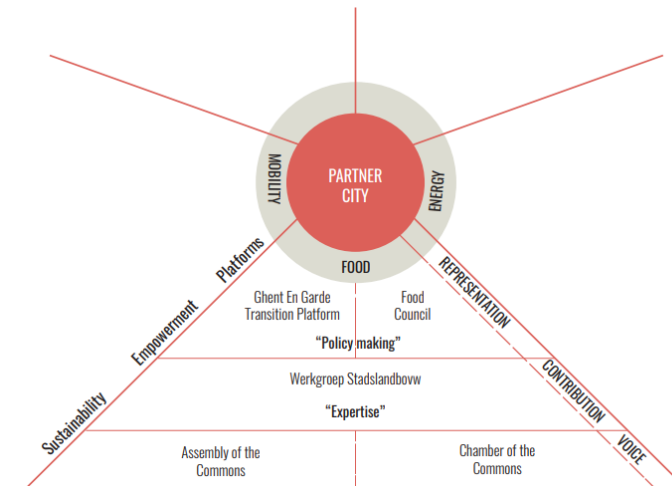 PARTNER
CITY
MOBILITY
ENERGY
FOOD
Platforms
Empowerment
Sustainability
REPRESENTATION
CONTRIBUTION
VOICE
Ghent En Garde
Transition Platform
Food
Council
“Policy making”
Werkgroep Stadslandbovw
“Expertise”
Assembly of the
Commons
Chamber of the
Commons